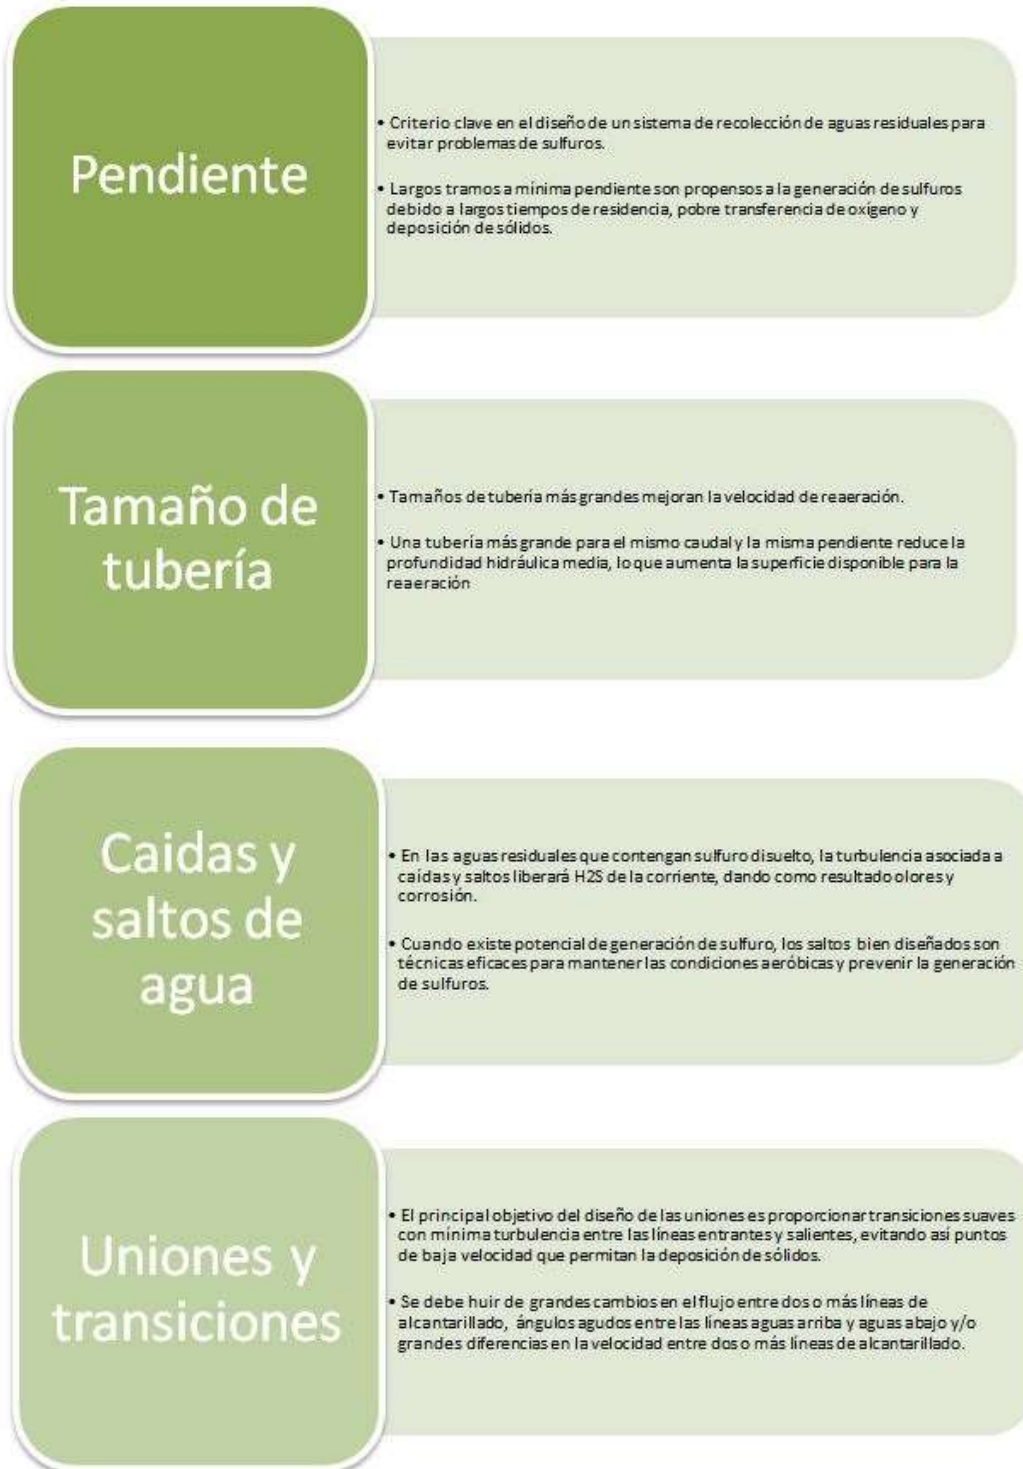 Pendiente
• Criterio clave en el diseño de un sistema de recolección de aguas residuales para
evitar problemas de sulfuros.
• Largos tramos a mínima pendiente son propensos a la generación de sulfuros
debido a largos tiempos de residencia, pobre transferencia de oxígeno y
deposición de sólidos.
Tamaño de
tubería
• Tamaños de tubería más grandes mejoran la velocidad de reaeración.
• Una tubería más grande para el mismo caudal y la misma pendiente reduce la
profundidad hidráulica media, lo que aumenta la superficie disponible para la
reaeración
Caidas y
saltos de
agua
• En las aguas residuales que contengan sulfuro disuelto, la turbulencia asociada a
caídas y saltos liberará H2S de la corriente, dando como resultado olores y
corrosión.
• Cuando existe potencial de generación de sulfuro, los saltos bien diseñados son
técnicas eficaces para mantener las condiciones aeróbicas y prevenir la generación
de sulfuros.
Uniones y
transiciones
• El principal objetivo del diseño de las uniones es proporcionar transiciones suaves
con mínima turbulencia entre las líneas entrantes y salientes, evitando así puntos
de baja velocidad que permitan la deposición de sólidos.
• Se debe huir de grandes cambios en el flujo entre dos o más líneas de
alcantarillado, ángulos agudos entre las líneas aguas arriba y aguas abajo y/o
grandes diferencias en la velocidad entre dos o más líneas de alcantarillado.